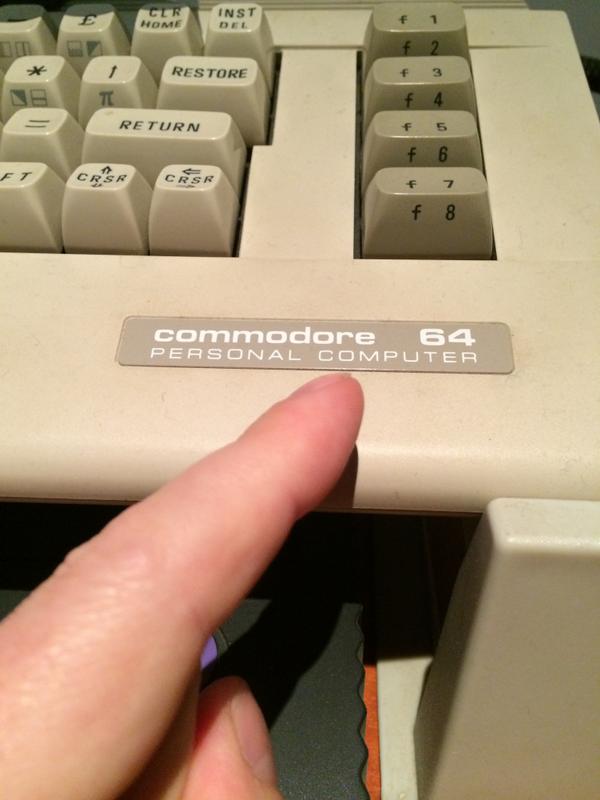 £ CLR HOME INST DEL
* ↑ π RESTORE
= RETURN
FT CRSR CRSR
f 1
f 2
f 3
f 4
f 5
f 6
f 7
f 8
commodore 64
PERSONAL COMPUTER